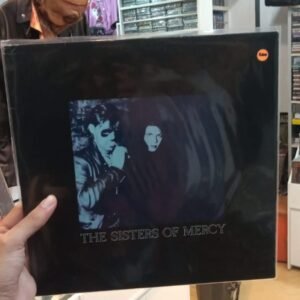 THE SISTERS OF MERCY